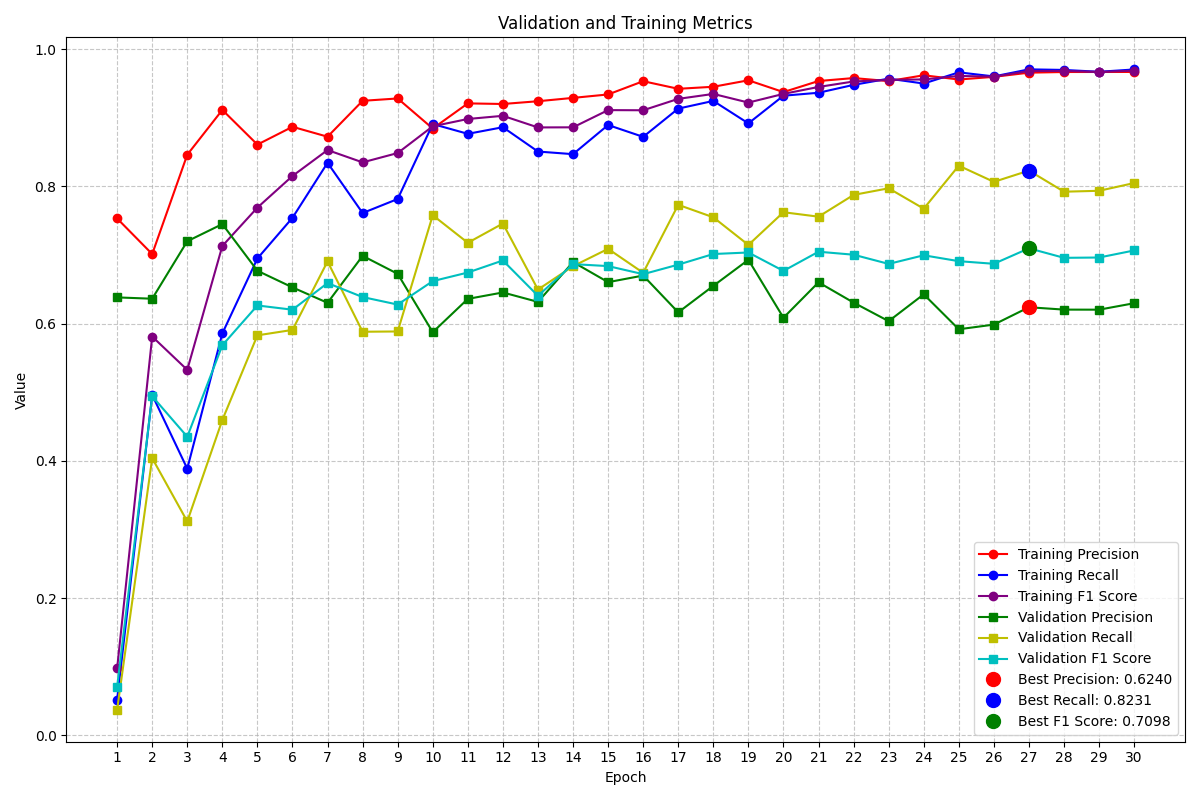 Validation and Training Metrics
1.0
0.8
0.6
0.4
0.2
0.0
Value
Training Precision
Training Recall
Training F1 Score
Validation Precision
Validation Recall
Validation F1 Score
Best Precision: 0.6240
Best Recall: 0.8231
Best F1 Score: 0.7098
1 2 3 4 5 6 7 8 9 10 11 12 13 14 15 16 17 18 19 20 21 22 23 24 25 26 27 28 29 30
Epoch